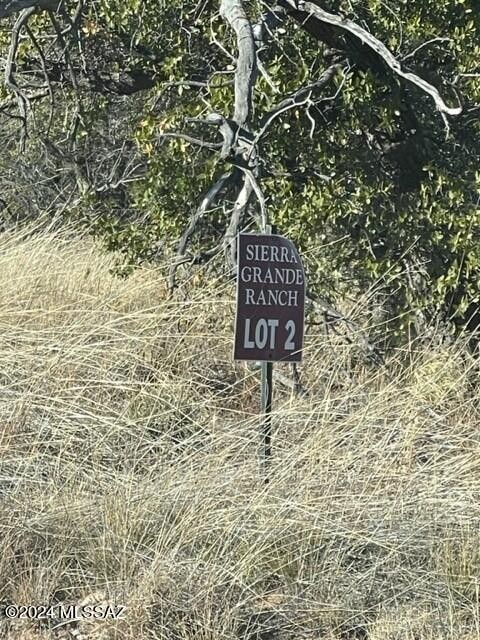 SIERRA
GRANDE
RANCH
LOT 2
©2024 MLSSAZ